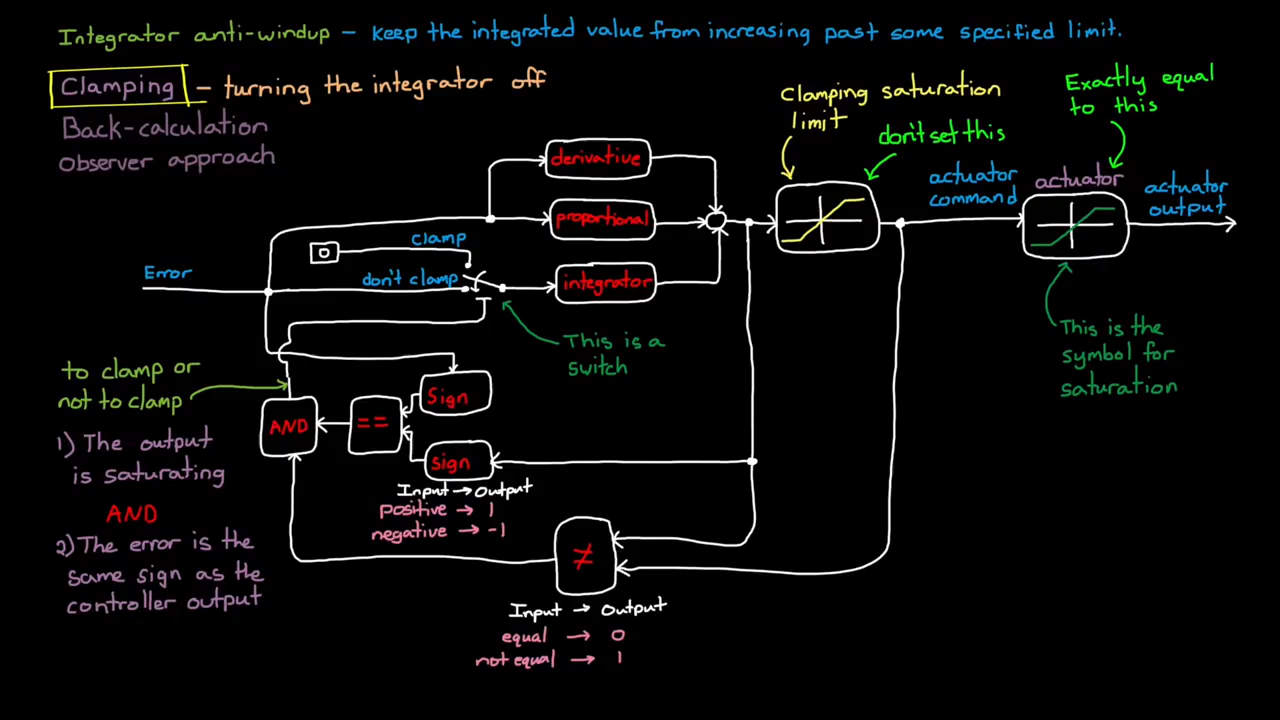 Integrator anti-windup – keep the integrated value from increasing past some specified limit.
Clamping – turning the integrator off
Back-calculation
Observer approach
Clamping saturation
limit
don't set this
Exactly equal
to this
derivative
proportional
integrator
actuator
command
actuator
actuator
output
Error
0
clamp
don't clamp
This is a
switch
This is the
symbol for
saturation
to clamp or
not to clamp
AND
==
Sign
Sign
Input → Output
positive → 1
negative → -1
1) The output
is saturating
AND
2) The error is the
same sign as the
controller output
≠
Input → Output
equal → 0
not equal → 1